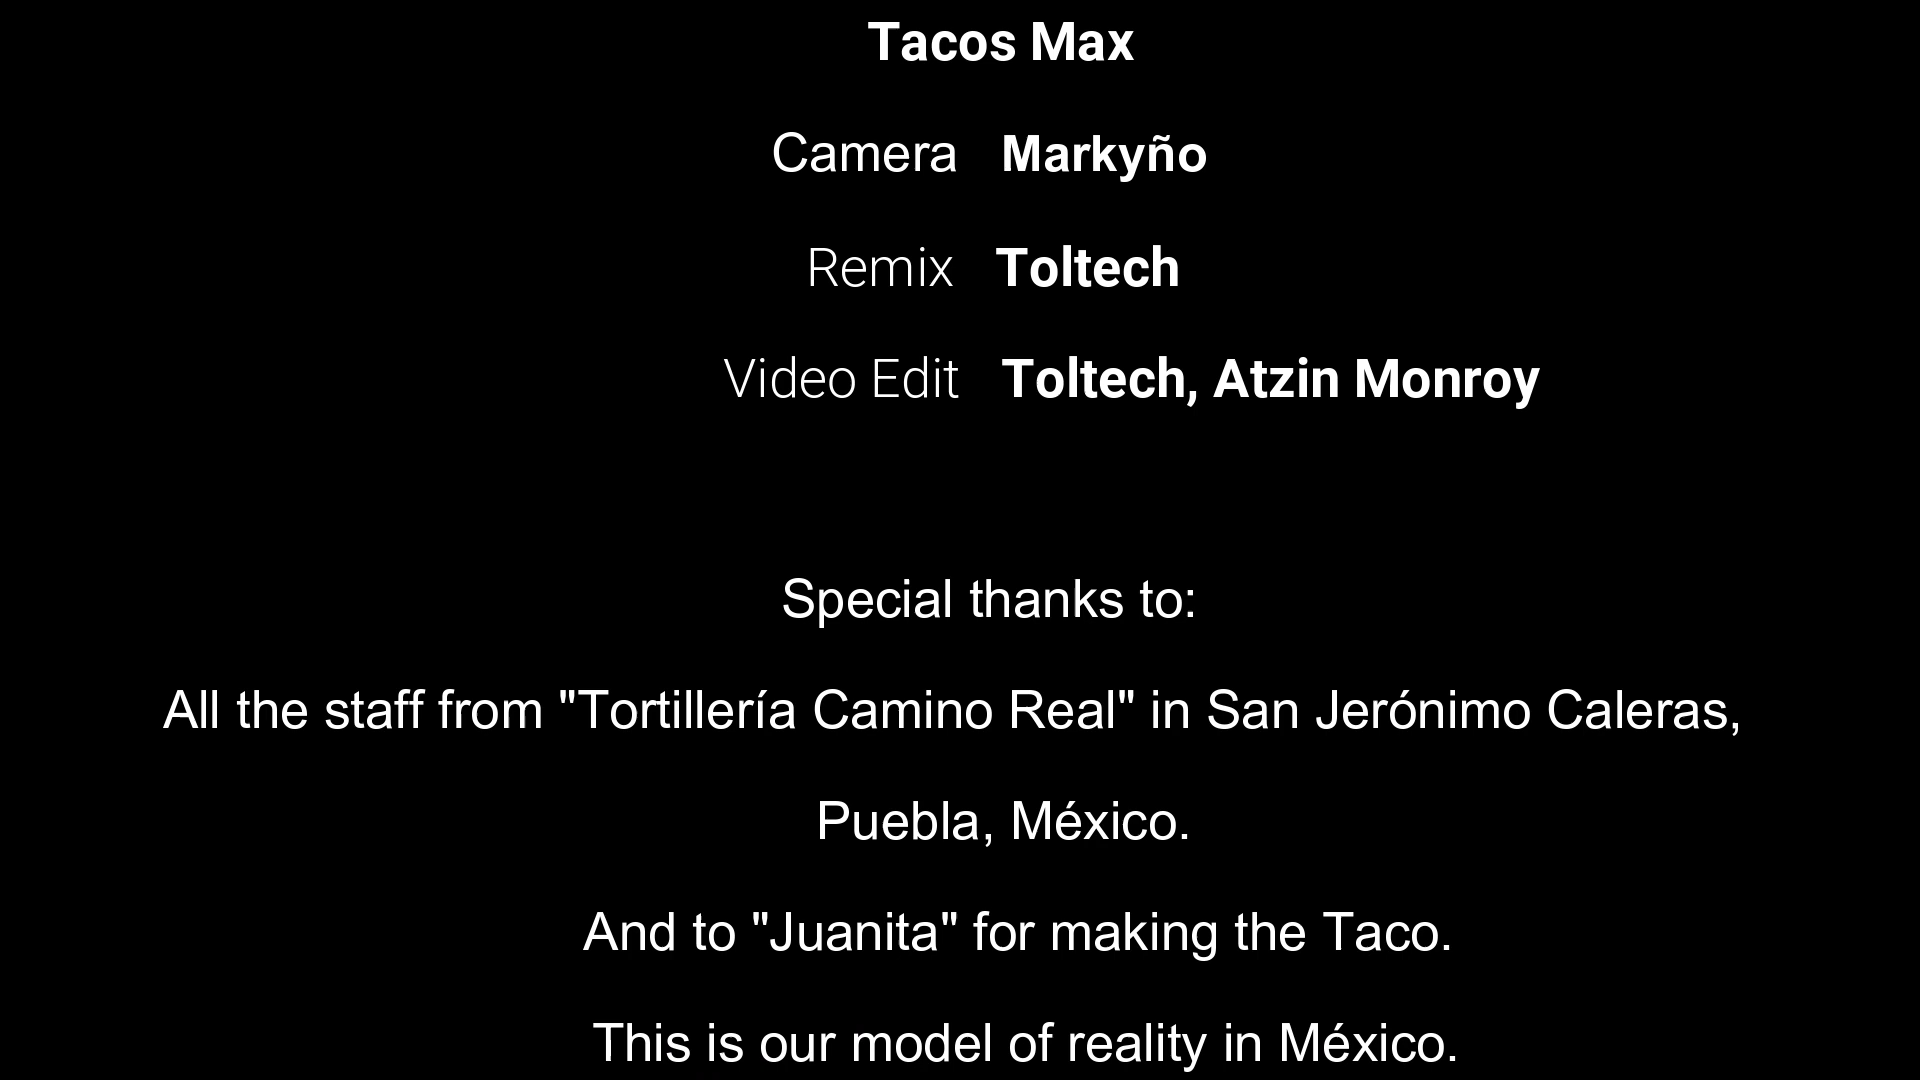 Tacos Max
Camera Markyño
Remix Toltech
Video Edit Toltech, Atzin Monroy
Special thanks to:
All the staff from "Tortillería Camino Real" in San Jerónimo Caleras,
Puebla, México.
And to "Juanita" for making the Taco.
This is our model of reality in México.